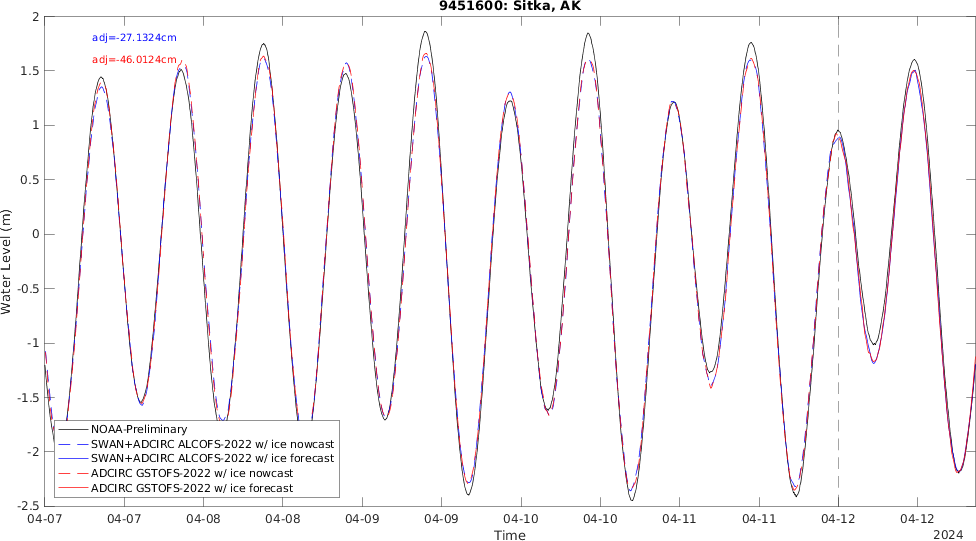 9451600: Sitka, AK
adj=-27.1324cm
adj=-46.0124cm
2
1.5
1
0.5
0
-0.5
-1
-1.5
-2
-2.5
Water Level (m)
NOAA-Preliminary
SWAN+ADCIRC ALCOFS-2022 w/ ice nowcast
SWAN+ADCIRC ALCOFS-2022 w/ ice forecast
ADCIRC GSTOFS-2022 w/ ice nowcast
ADCIRC GSTOFS-2022 w/ ice forecast
04-07 04-07 04-08 04-08 04-09 04-09 04-10 04-10 04-11 04-11 04-12 04-12
Time
2024